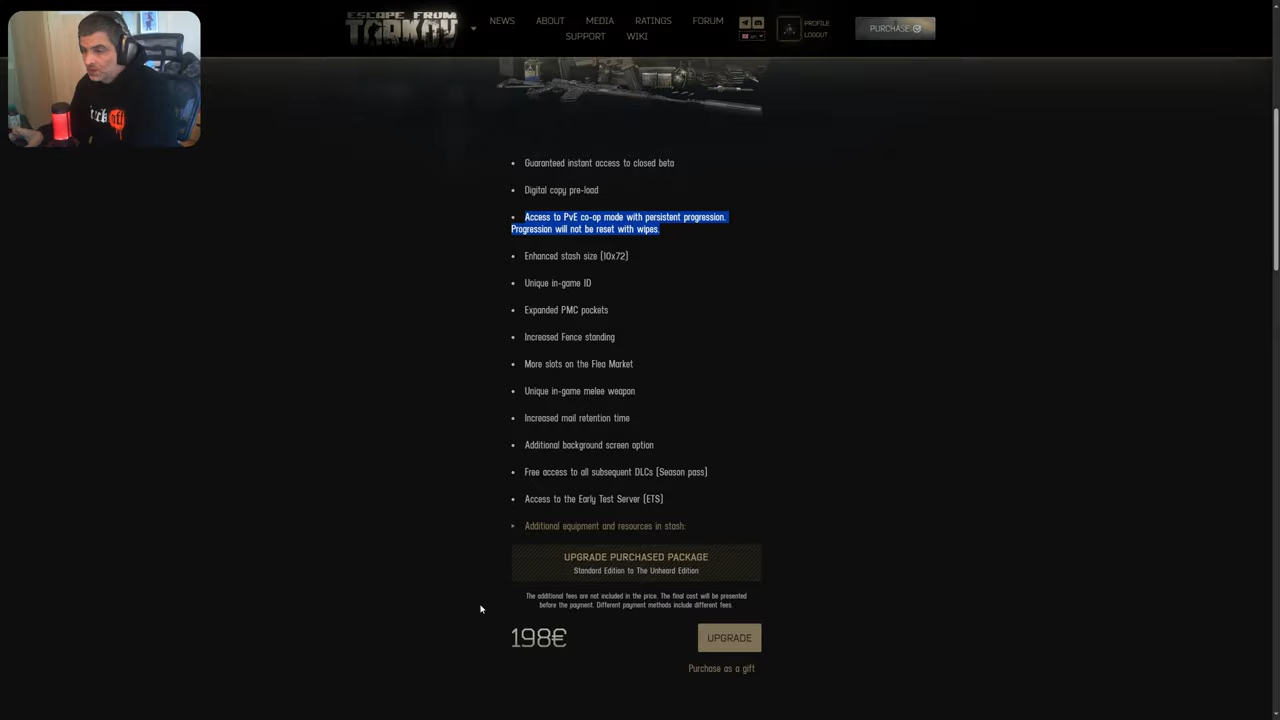 ESCAPE FROM
TARKOV
NEWS
ABOUT
MEDIA
RATINGS
FORUM
SUPPORT
WIKI
PROFILE
LOGOUT
PURCHASE
Guaranteed instant access to closed beta
Digital copy pre-load
Access to PvE co-op mode with persistent progression.
Progression will not be reset with wipes.
Enhanced stash size (10x72)
Unique in-game ID
Expanded PMC pockets
Increased Fence standing
More slots on the Flea Market
Unique in-game melee weapon
Increased mail retention time
Additional background screen option
Free access to all subsequent DLCs (Season pass)
Access to the Early Test Server (ETS)
Additional equipment and resources in stash:
UPGRADE PURCHASED PACKAGE
Standard Edition to The Unheard Edition
The additional fees are not included in the price. The final cost will be presented
before the payment. Different payment methods include different fees.
198€
UPGRADE
Purchase as a gift